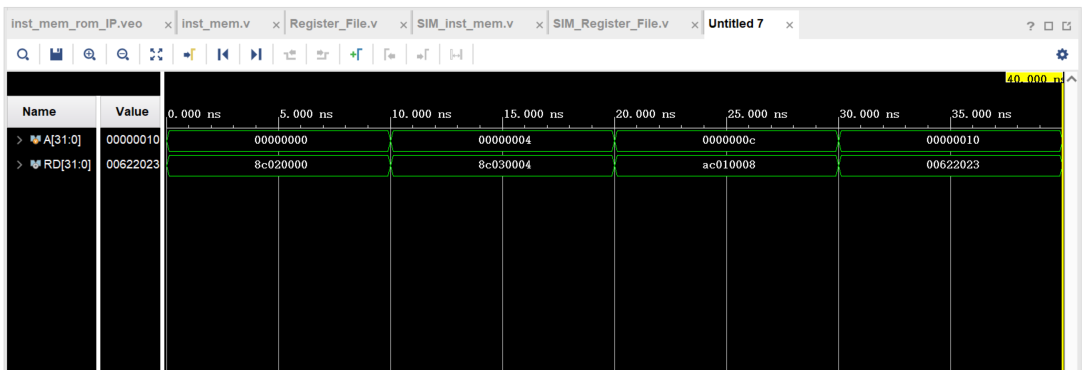 inst_mem_rom_IP.veo × inst_mem.v × Register_File.v × SIM_inst_mem.v × SIM_Register_File.v × Untitled 7 × ?
40.000 ns
Name Value 0.000 ns 5.000 ns 10.000 ns 15.000 ns 20.000 ns 25.000 ns 30.000 ns 35.000 ns
> A[31:0] 00000010 00000000 00000004 0000000c 00000010
> RD[31:0] 00622023 8c020000 8c030004 ac010008 00622023